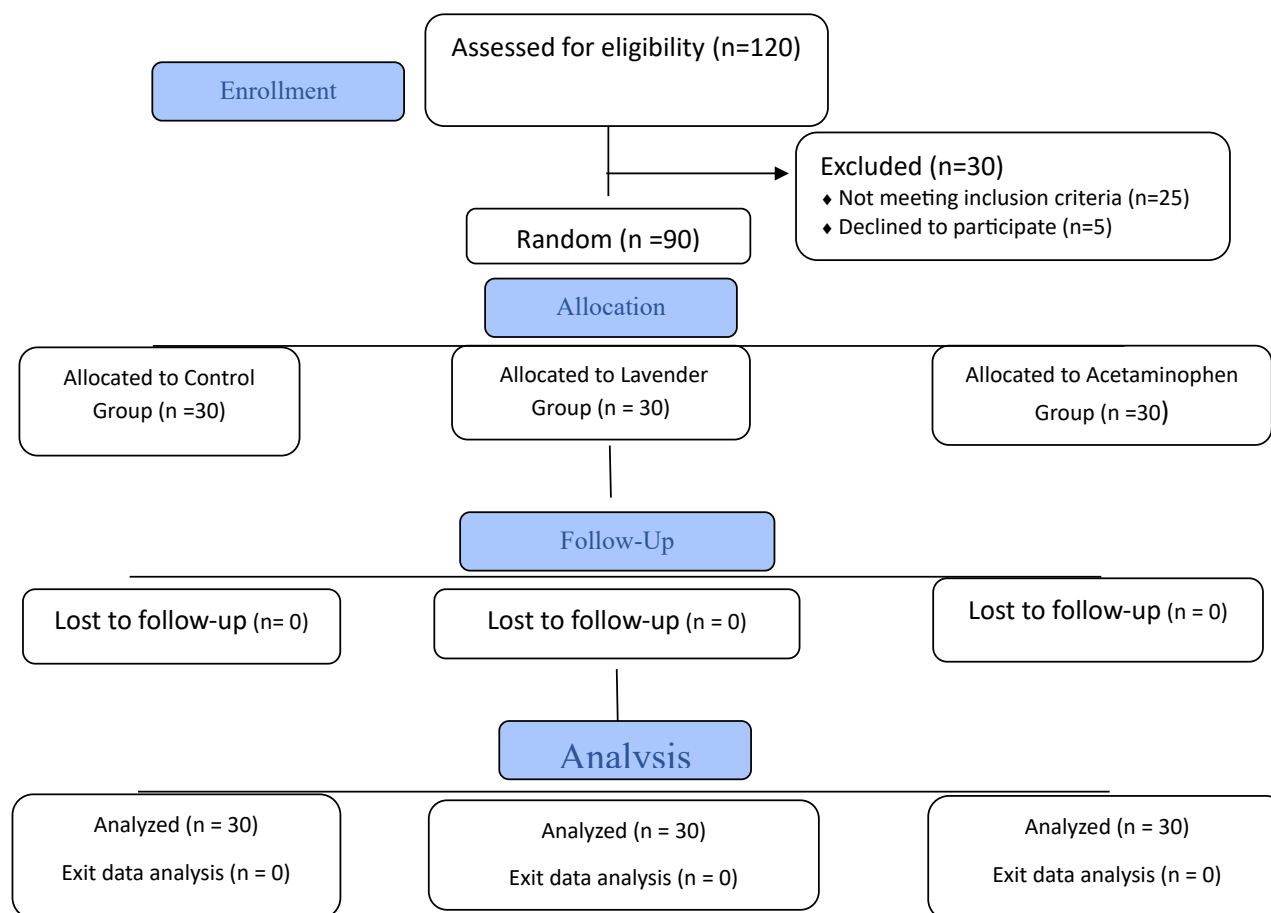 Assessed for eligibility (n=120)
Enrollment
Excluded (n=30)
♦ Not meeting inclusion criteria (n=25)
♦ Declined to participate (n=5)
Random (n =90)
Allocation
Allocated to Control
Group (n =30)
Allocated to Lavender
Group (n = 30)
Allocated to Acetaminophen
Group (n =30)
Follow-Up
Lost to follow-up (n= 0)
Lost to follow-up (n = 0)
Lost to follow-up (n = 0)
Analysis
Analyzed (n = 30)
Exit data analysis (n = 0)
Analyzed (n = 30)
Exit data analysis (n = 0)
Analyzed (n = 30)
Exit data analysis (n = 0)